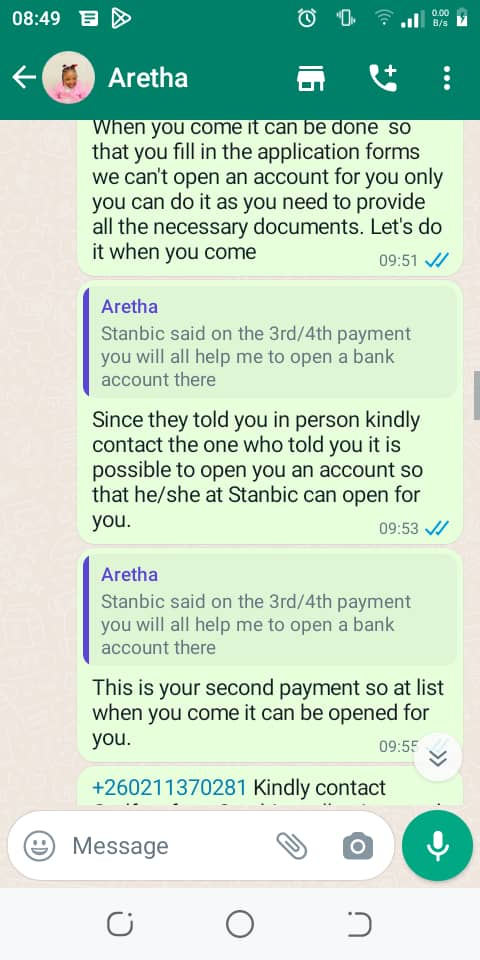 08:49
0.00
B/s
Aretha
When you come it can be done so
that you fill in the application forms
we can't open an account for you only
you can do it as you need to provide
all the necessary documents. Let's do
it when you come
09:51
Aretha
Stanbic said on the 3rd/4th payment
you will all help me to open a bank
account there
Since they told you in person kindly
contact the one who told you it is
possible to open you an account so
that he/she at Stanbic can open for
you.
09:53
Aretha
Stanbic said on the 3rd/4th payment
you will all help me to open a bank
account there
This is your second payment so at list
when you come it can be opened for
you.
09:55
+260211370281 Kindly contact
Message